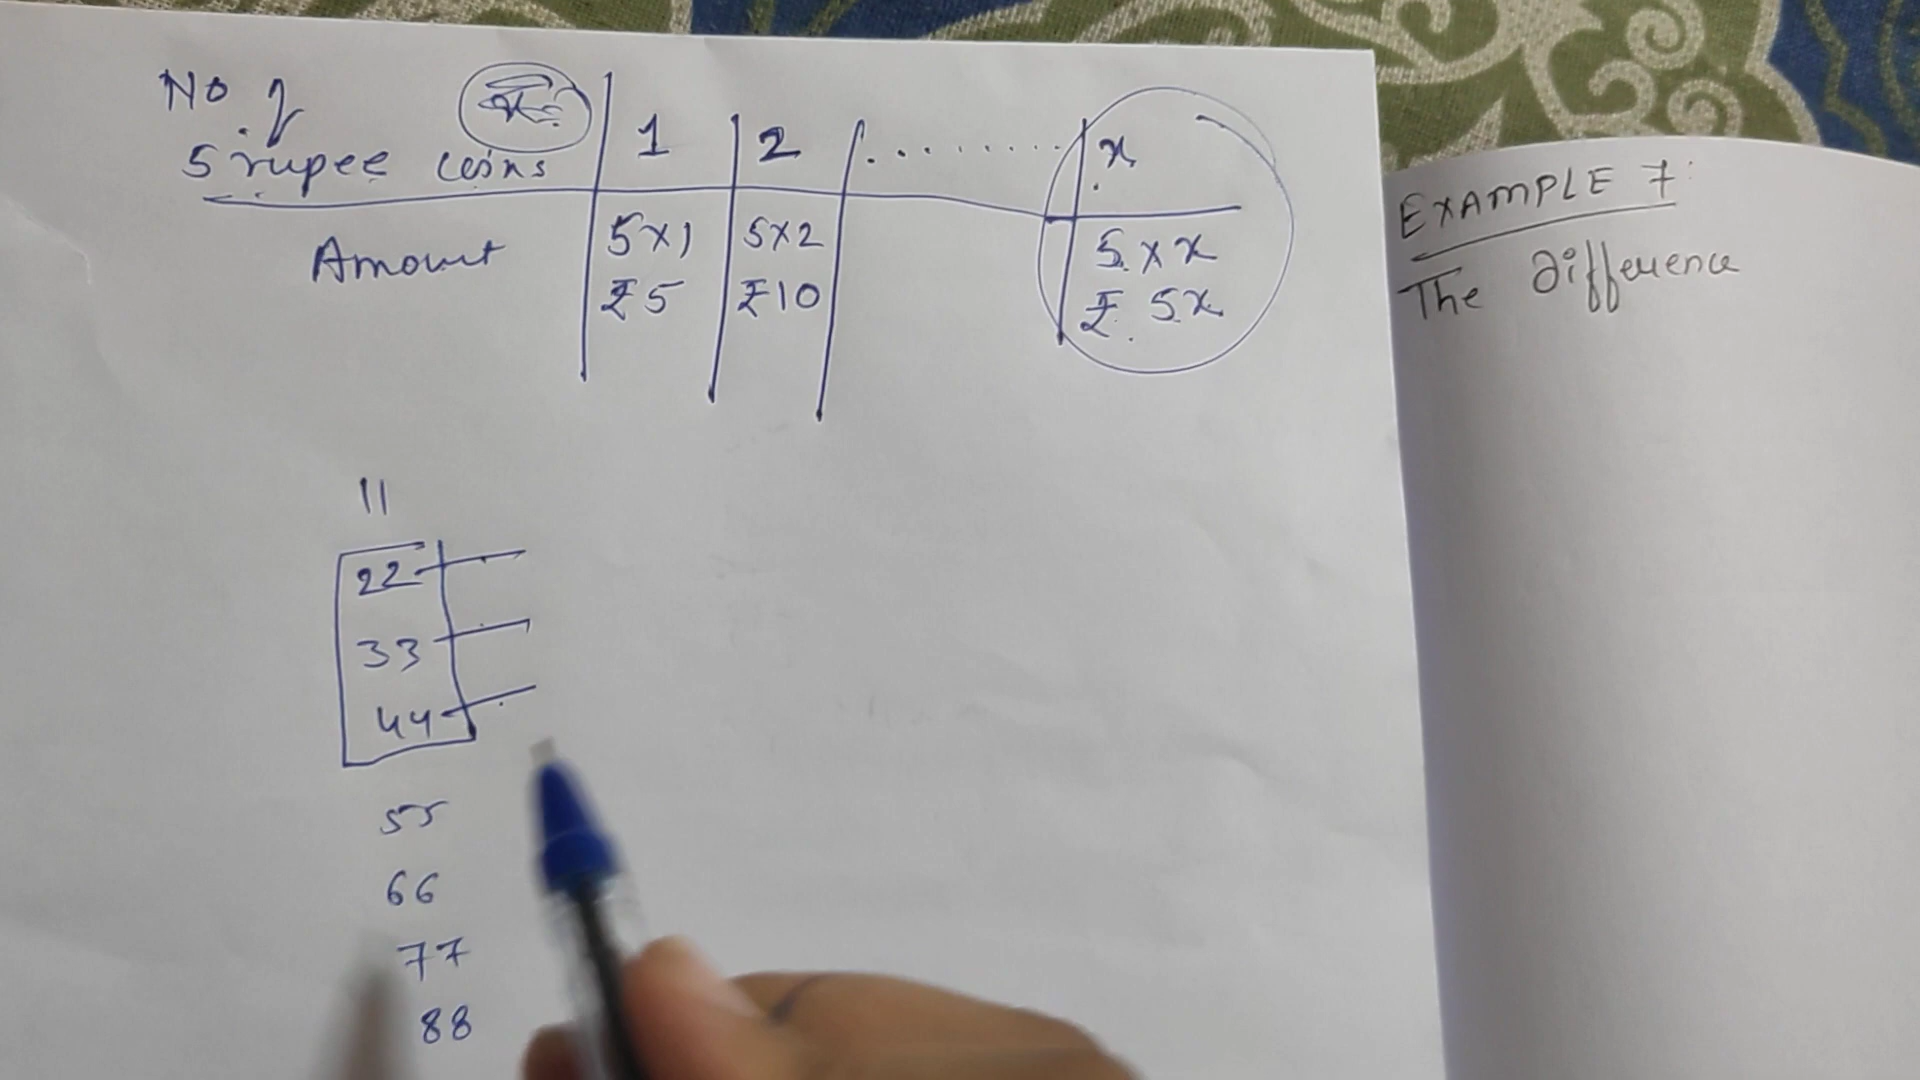 No of
5 rupee coins | 1 | 2 | ......... | x
Amount | 5×1 | 5×2 | 5×x
₹5 | ₹10 | ₹ 5x
11
22
33
44
55
66
77
88
EXAMPLE 7:
The difference